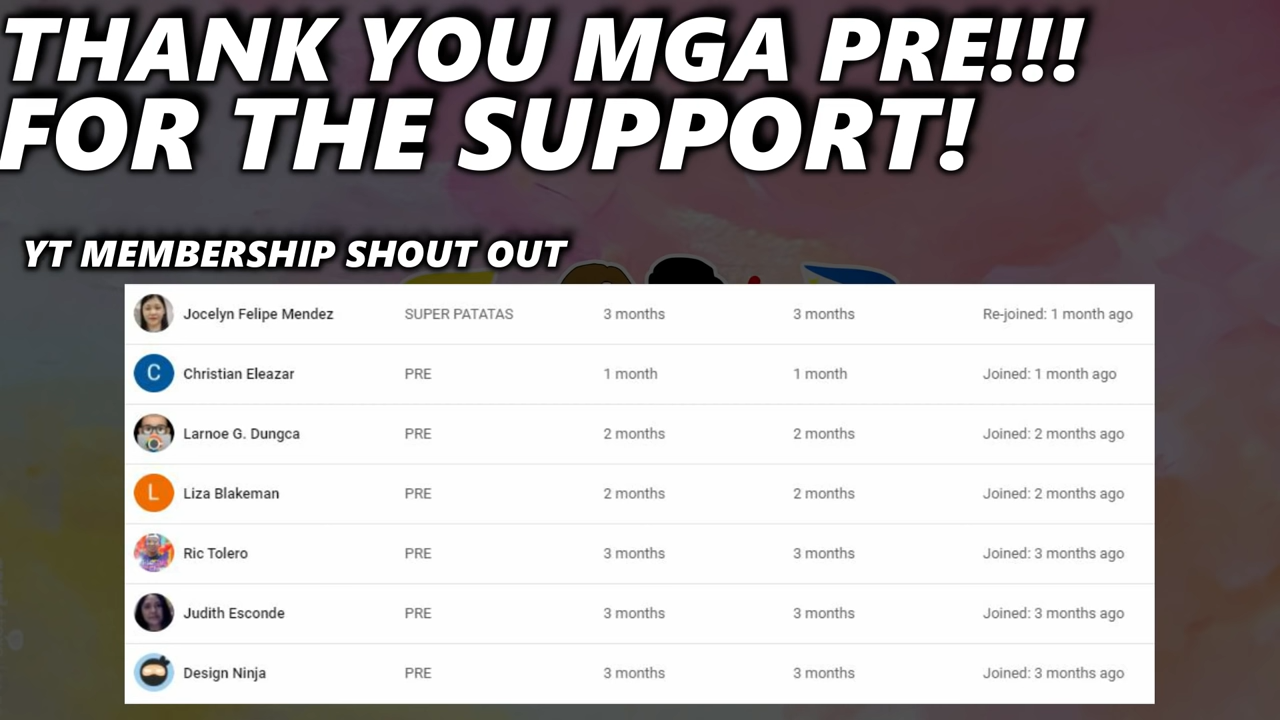 THANK YOU MGA PRE!!!
FOR THE SUPPORT!
YT MEMBERSHIP SHOUT OUT
Jocelyn Felipe Mendez SUPER PATATAS 3 months 3 months Re-joined: 1 month ago
C Christian Eleazar PRE 1 month 1 month Joined: 1 month ago
Larnoe G. Dungca PRE 2 months 2 months Joined: 2 months ago
L Liza Blakeman PRE 2 months 2 months Joined: 2 months ago
Ric Tolero PRE 3 months 3 months Joined: 3 months ago
Judith Esconde PRE 3 months 3 months Joined: 3 months ago
Design Ninja PRE 3 months 3 months Joined: 3 months ago